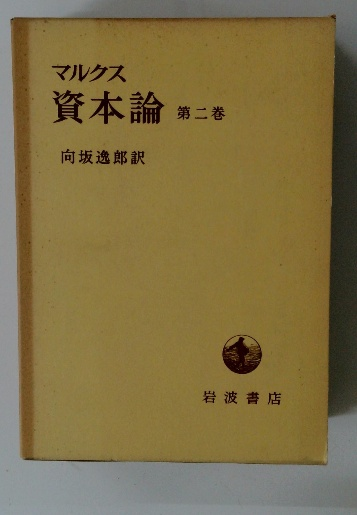 マルクス
資本論 第二巻
向坂逸郎訳
岩波書店